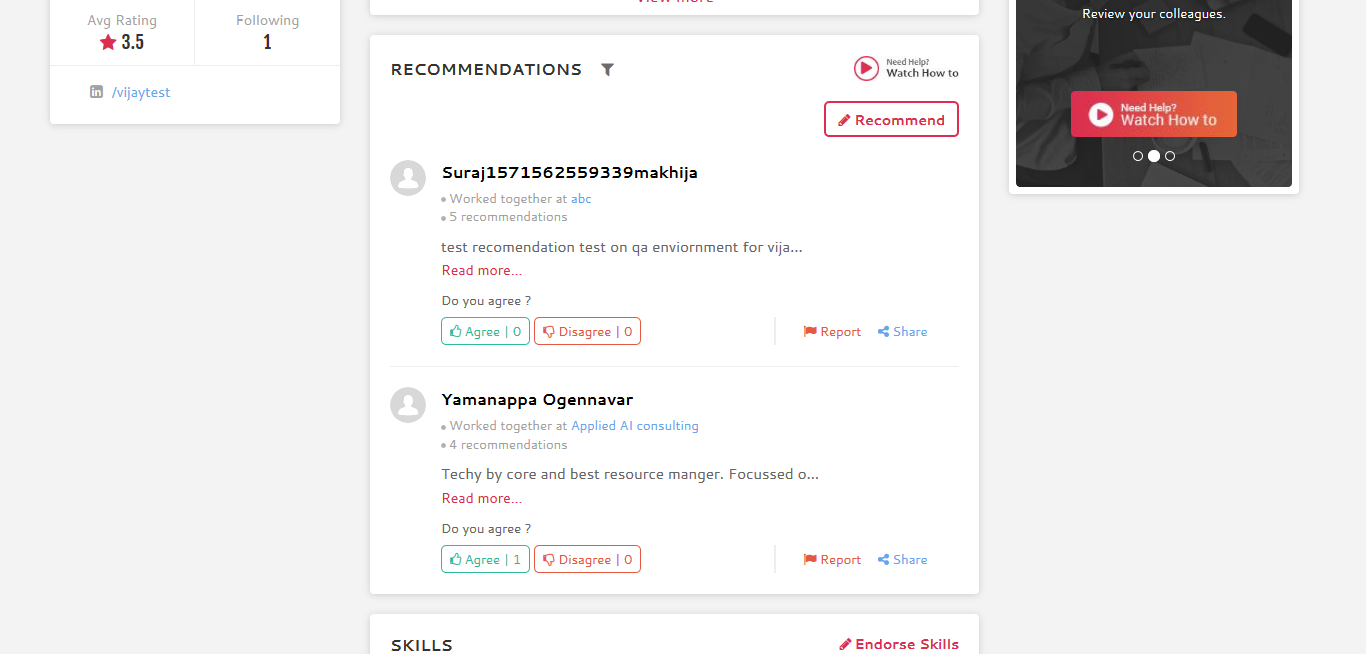 Avg Rating
3.5
Following
1
/vijaytest
View more
RECOMMENDATIONS
Need Help?
Watch How to
Recommend
Suraj1571562559339makhija
Worked together at abc
5 recommendations
test recomendation test on qa enviornment for vija...
Read more...
Do you agree ?
Agree | 0
Disagree | 0
Report
Share
Yamanappa Ogennavar
Worked together at Applied AI consulting
4 recommendations
Techy by core and best resource manger. Focussed o...
Read more...
Do you agree ?
Agree | 1
Disagree | 0
Report
Share
SKILLS
Endorse Skills
Review your colleagues.
Need Help?
Watch How to